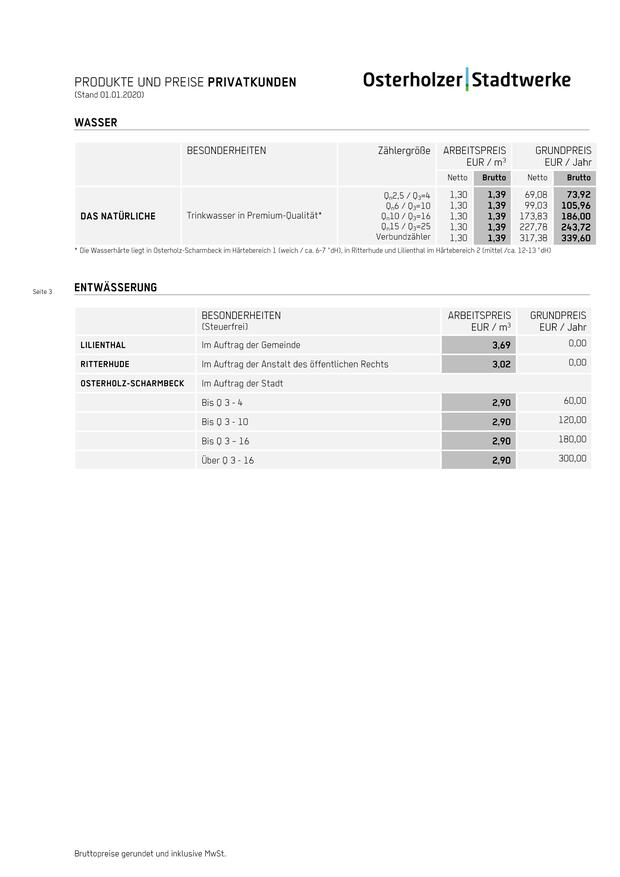 PRODUKTE UND PREISE PRIVATKUNDEN
(Stand 01.01.2020)
Osterholzer Stadtwerke
WASSER
BESONDERHEITEN Zählergröße ARBEITSPREIS GRUNDPREIS
EUR / m³ EUR / Jahr
Netto Brutto Netto Brutto
DAS NATÜRLICHE Trinkwasser in Premium-Qualität*
Qn2,5 / Q3=4 1,30 1,39 69,08 73,92
Qn6 / Q3=10 1,30 1,39 99,03 105,96
Qn10 / Q3=16 1,30 1,39 173,83 186,00
Qn15 / Q3=25 1,30 1,39 227,78 243,72
Verbundzähler 1,30 1,39 317,38 339,60
* Die Wasserhärte liegt in Osterholz-Scharmbeck im Härtebereich 1 (weich / ca. 6-7 °dH), in Ritterhude und Lilienthal im Härtebereich 2 (mittel /ca. 12-13 °dH)
Seite 3
ENTWÄSSERUNG
BESONDERHEITEN ARBEITSPREIS GRUNDPREIS
(Steuerfrei) EUR / m³ EUR / Jahr
LILIENTHAL Im Auftrag der Gemeinde 3,69 0,00
RITTERHUDE Im Auftrag der Anstalt des öffentlichen Rechts 3,02 0,00
OSTERHOLZ-SCHARMBECK Im Auftrag der Stadt
Bis Q 3 - 4 2,90 60,00
Bis Q 3 - 10 2,90 120,00
Bis Q 3 – 16 2,90 180,00
Über Q 3 - 16 2,90 300,00
Bruttopreise gerundet und inklusive MwSt.